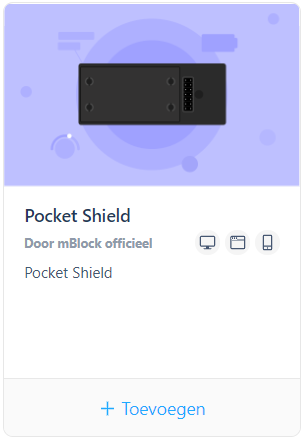 Pocket Shield
Door mBlock officieel
Pocket Shield
+ Toevoegen